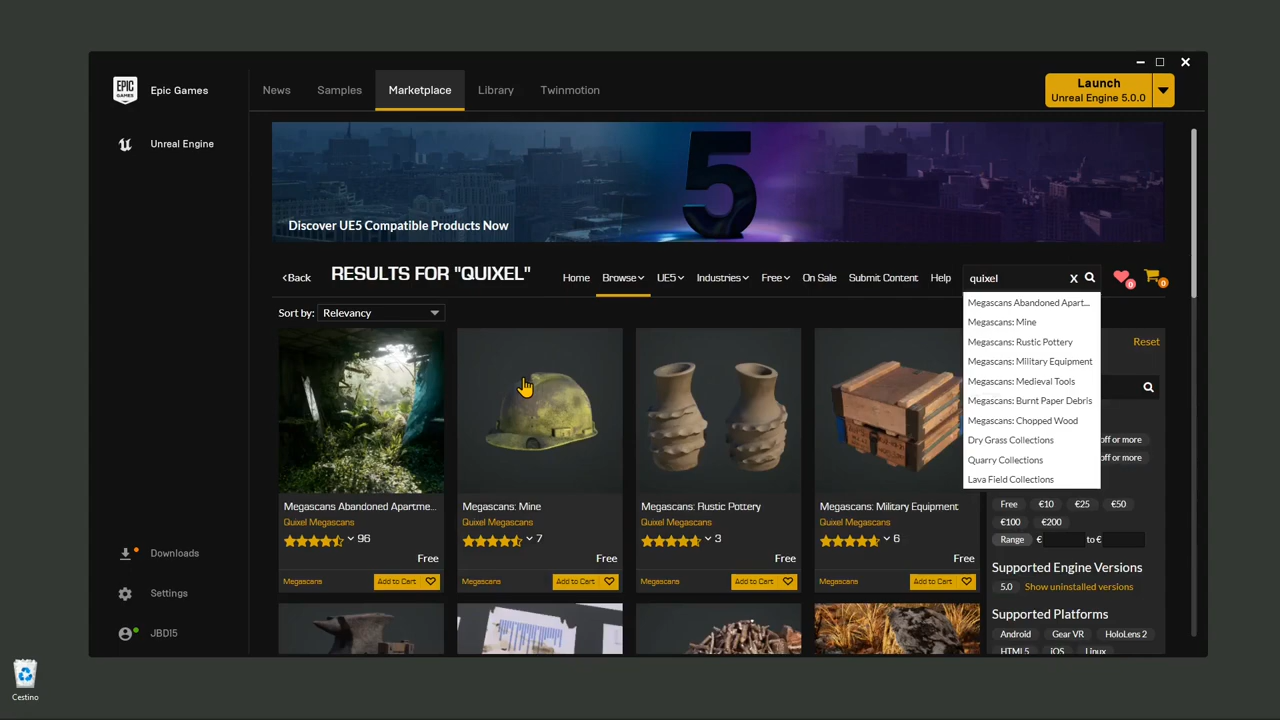 EPIC GAMES
Epic Games
News
Samples
Marketplace
Library
Twinmotion
Launch
Unreal Engine 5.0.0
Unreal Engine
5
Discover UE5 Compatible Products Now
Back
RESULTS FOR "QUIXEL"
Home
Browse
UE5
Industries
Free
On Sale
Submit Content
Help
quixel
X
0
0
Sort by:
Relevancy
Megascans Abandoned Apart...
Megascans: Mine
Megascans: Rustic Pottery
Megascans: Military Equipment
Megascans: Medieval Tools
Megascans: Burnt Paper Debris
Megascans: Chopped Wood
Dry Grass Collections
Quarry Collections
Lava Field Collections
Reset
off or more
off or more
Free €10 €25 €50
€100 €200
Range € to €
Supported Engine Versions
5.0 Show uninstalled versions
Supported Platforms
Android Gear VR HoloLens 2
HTML5 iOS Linux
Megascans Abandoned Apartme...
Quixel Megascans
96
Free
Megascans
Add to Cart
Megascans: Mine
Quixel Megascans
7
Free
Megascans
Add to Cart
Megascans: Rustic Pottery
Quixel Megascans
3
Free
Megascans
Add to Cart
Megascans: Military Equipment
Quixel Megascans
6
Free
Megascans
Add to Cart
Downloads
Settings
JBDI5
Cestino